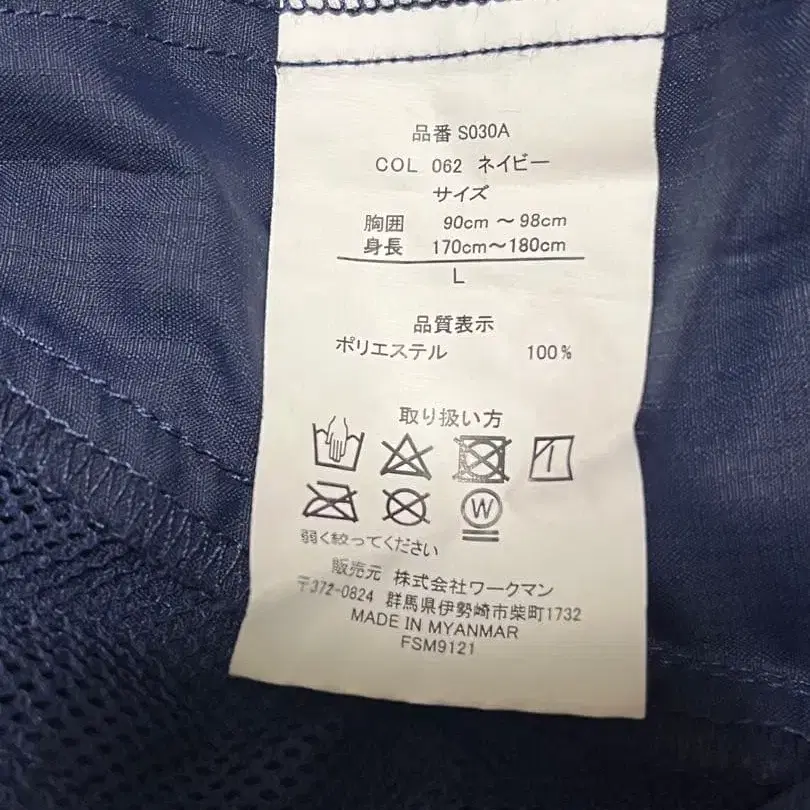 品番 S030A
COL 062 ネイビー
サイズ
胸囲 90cm ～ 98cm
身長 170cm～180cm
L
品質表示
ポリエステル 100%
取り扱い方
W
弱く絞ってください
販売元 株式会社ワークマン
〒372-0824 群馬県伊勢崎市柴町1732
MADE IN MYANMAR
FSM9121